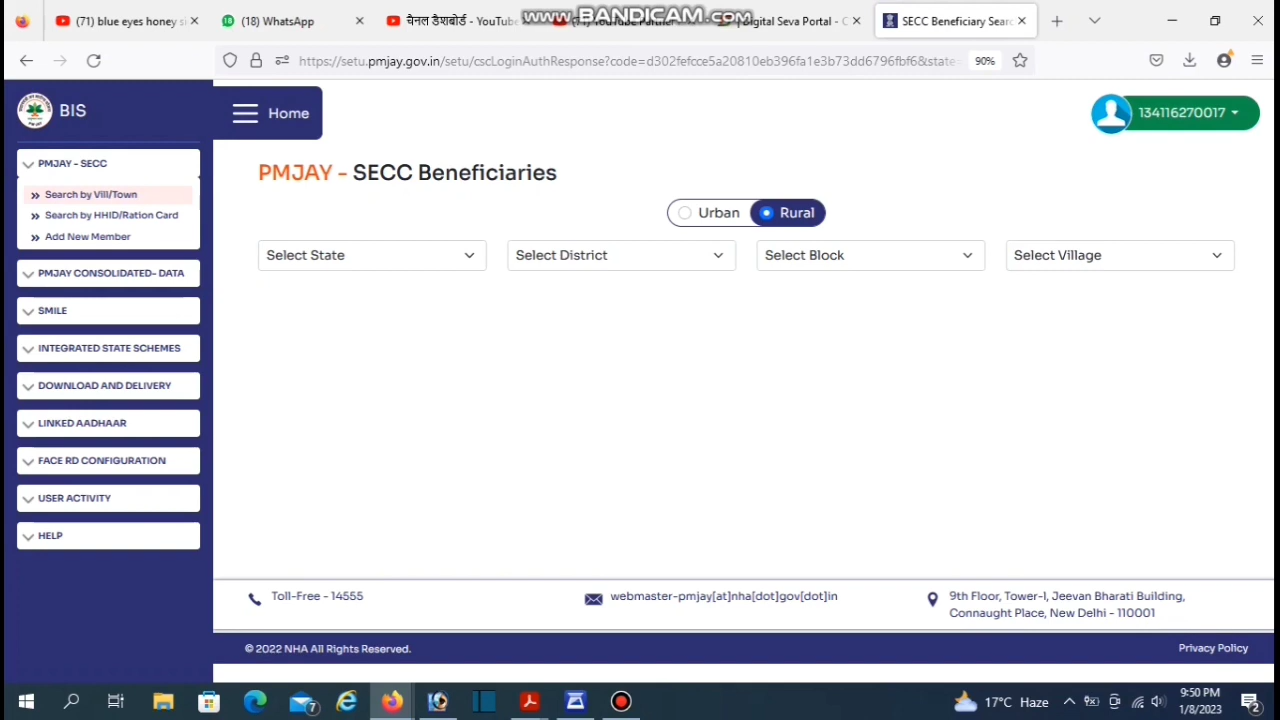 (71) blue eyes honey si
(18) WhatsApp
चैनल डैशबोर्ड - YouTube
(71) YouTube Partner
Digital Seva Portal - C
SECC Beneficiary Searc
www.BANDICAM.com
https://setu.pmjay.gov.in/setu/cscLoginAuthResponse?code=d302fefcce5a20810eb396fa1e3b73dd6796fbf6&state=
90%
BIS
Home
134116270017
PMJAY - SECC
Search by Vill/Town
Search by HHID/Ration Card
Add New Member
PMJAY CONSOLIDATED- DATA
SMILE
INTEGRATED STATE SCHEMES
DOWNLOAD AND DELIVERY
LINKED AADHAAR
FACE RD CONFIGURATION
USER ACTIVITY
HELP
PMJAY - SECC Beneficiaries
Urban Rural
Select State
Select District
Select Block
Select Village
Toll-Free - 14555
webmaster-pmjay[at]nha[dot]gov[dot]in
9th Floor, Tower-l, Jeevan Bharati Building,
Connaught Place, New Delhi - 110001
© 2022 NHA All Rights Reserved.
Privacy Policy
7
17°C Haze
9:50 PM
1/8/2023
2